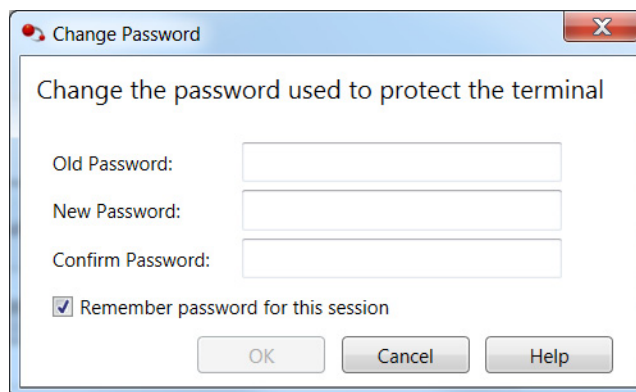 Change Password
Change the password used to protect the terminal
Old Password:
New Password:
Confirm Password:
Remember password for this session
OK Cancel Help